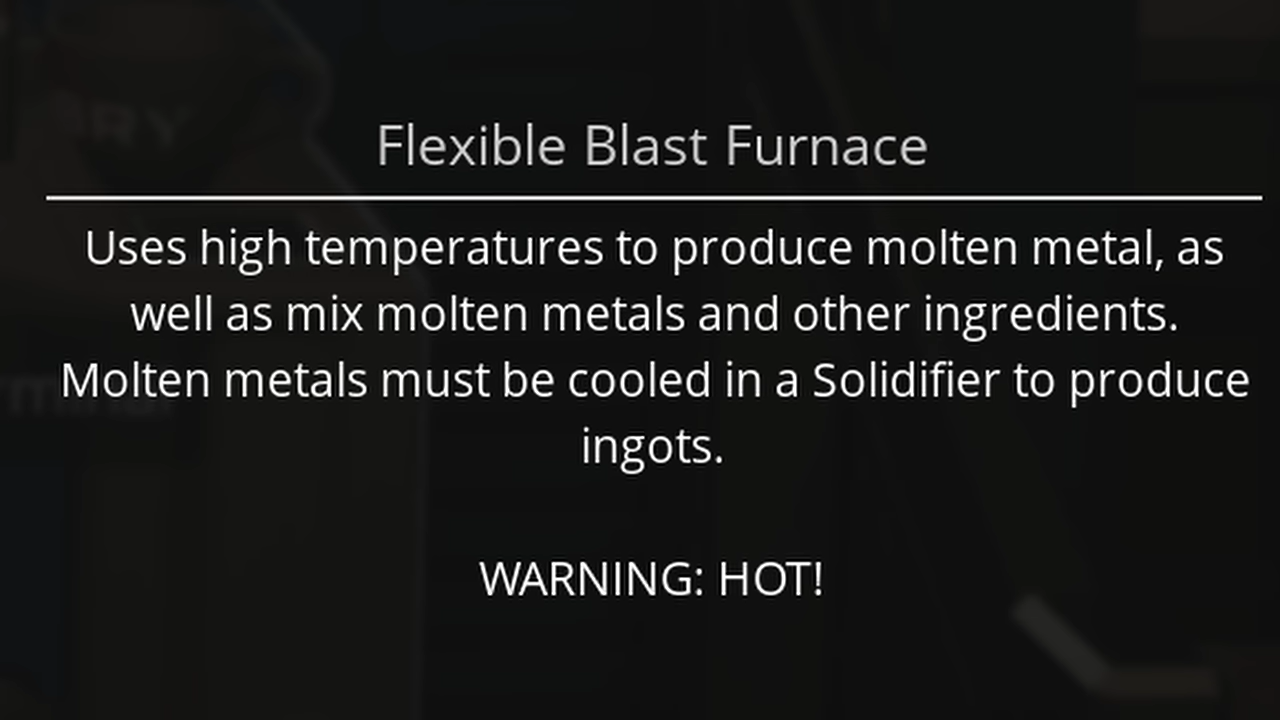 Flexible Blast Furnace
Uses high temperatures to produce molten metal, as
well as mix molten metals and other ingredients.
Molten metals must be cooled in a Solidifier to produce
ingots.
WARNING: HOT!